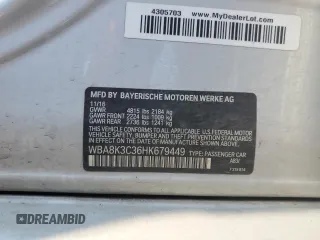 4305703
www.
MyDealerLot.com
MFD. BY BAYERISCHE MOTOREN WERKE AG
11/16
GVWR 4815 lbs 2184 KG
GAWR FRONT 2224 lbs 1009 KG
GAWR REAR 2736 lbs 1241 KG
THIS VEHICLE CONFORMS TO ALL APPLICABLE U.S. FEDERAL MOTOR
VEHICLE SAFETY, BUMPER, AND THEFT PREVENTION STANDARDS
IN EFFECT ON THE DATE OF MANUFACTURE SHOWN ABOVE.
WBA8K3C36HK679449 TYPE: PASSENGER CAR
DREAMBID